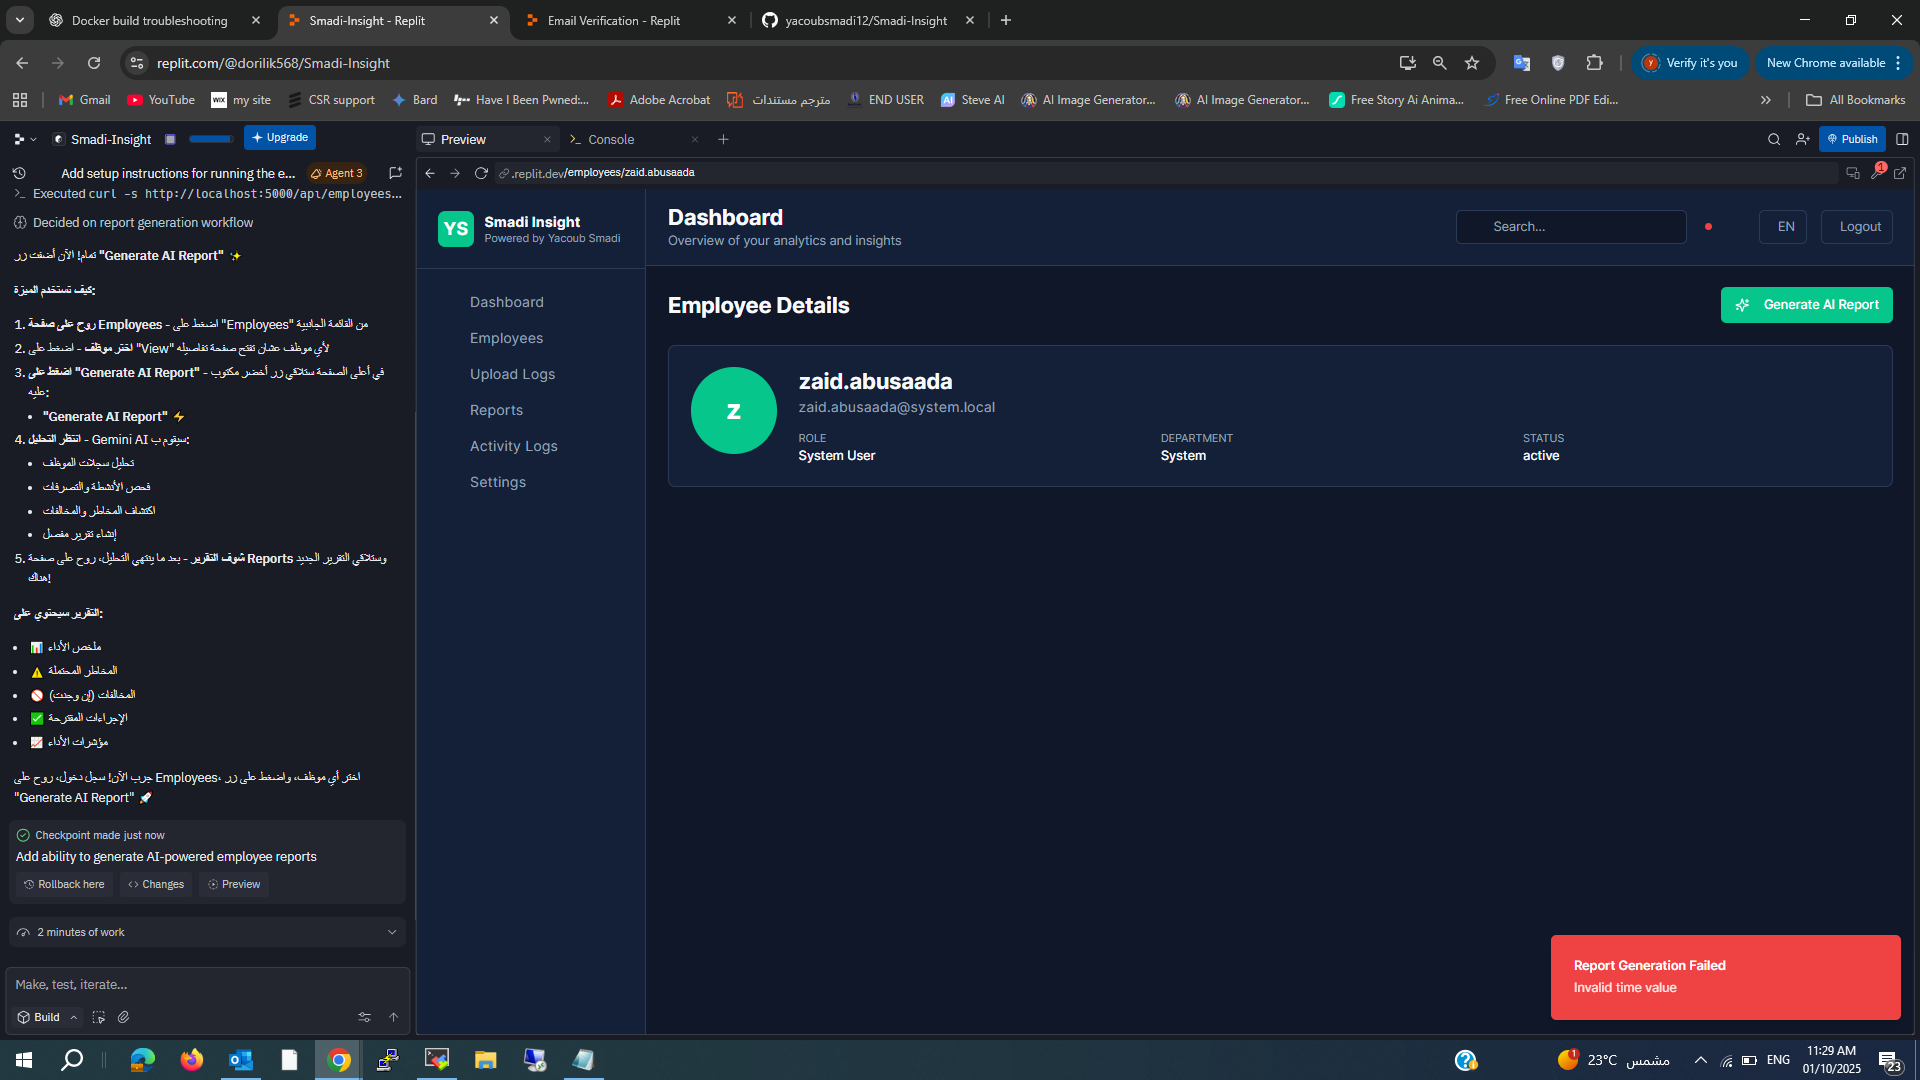 Docker build troubleshooting
Smadi-Insight - Replit
Email Verification - Replit
yacoubsmadi12/Smadi-Insight
replit.com/@dorilik568/Smadi-Insight
Verify it's you
New Chrome available
Gmail
YouTube
WiX my site
CSR support
Bard
Have I Been Pwned:...
Adobe Acrobat
مترجم مستندات
END USER
Steve AI
AI Image Generator...
AI Image Generator...
Free Story Ai Anima...
Free Online PDF Edi...
All Bookmarks
Smadi-Insight
Upgrade
Preview
Console
Publish
Add setup instructions for running the e...
Agent 3
.replit.dev/employees/zaid.abusaada
1
Executed curl -s http://localhost:5000/api/employees...
Decided on report generation workflow
تمام! الآن أضفت زر "Generate AI Report" ✨
كيف تستخدم الميزة:
1. روح على صفحة Employees - اضغط على "Employees" من القائمة الجانبية
2. اختر موظف - اضغط على "View" لأي موظف عشان تفتح صفحة تفاصيله
3. اضغط على "Generate AI Report" - في أعلى الصفحة ستلاقي زر أخضر مكتوب
عليه:
"Generate AI Report" ⚡
4. انتظر التحليل - Gemini AI سيقوم ب:
تحليل سجلات الموظف
فحص الأنشطة والتصرفات
اكتشاف المخاطر والمخالفات
إنشاء تقرير مفصل
5. شوف التقرير - بعد ما ينتهي التحليل، روح على صفحة Reports وستلاقي التقرير الجديد
هناك!
التقرير سيحتوي على:
📊 ملخص الأداء
⚠️ المخاطر المحتملة
🚫 المخالفات (إن وجدت)
✅ الإجراءات المقترحة
📈 مؤشرات الأداء
جرب الآن! سجل دخول، روح على Employees، اختر أي موظف، واضغط على زر
"Generate AI Report" 🚀
Checkpoint made just now
Add ability to generate AI-powered employee reports
Rollback here
Changes
Preview
2 minutes of work
Make, test, iterate...
Build
YS
Smadi Insight
Powered by Yacoub Smadi
Dashboard
Employees
Upload Logs
Reports
Activity Logs
Settings
Dashboard
Overview of your analytics and insights
Search...
EN
Logout
Employee Details
Generate AI Report
z
zaid.abusaada
zaid.abusaada@system.local
ROLE
System User
DEPARTMENT
System
STATUS
active
Report Generation Failed
Invalid time value
1
23°C مشمس
ENG
11:29 AM
01/10/2025
23